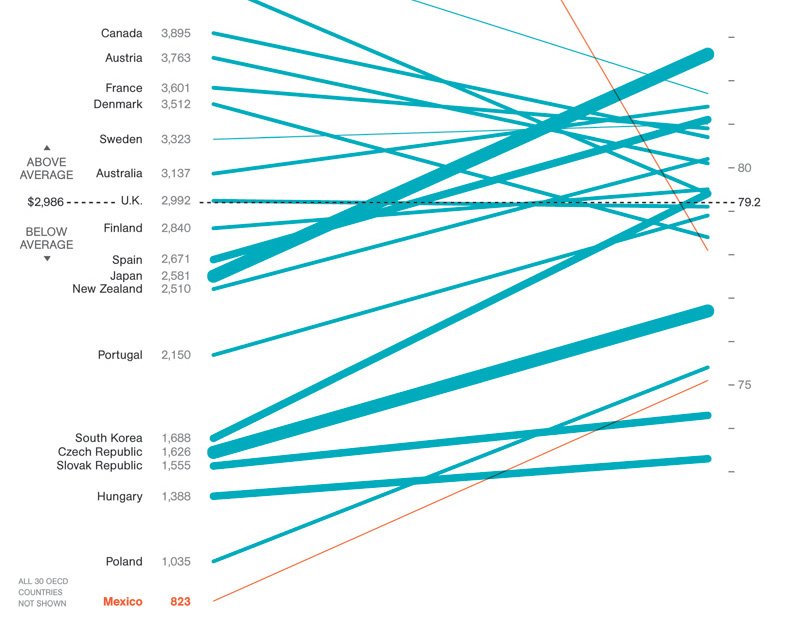 Canada 3,895
Austria 3,763
France 3,601
Denmark 3,512
Sweden 3,323
ABOVE
AVERAGE
80
Australia 3,137
$2,986 U.K. 2,992 79.2
BELOW
AVERAGE
Finland 2,840
Spain 2,671
Japan 2,581
New Zealand 2,510
Portugal 2,150
75
South Korea 1,688
Czech Republic 1,626
Slovak Republic 1,555
Hungary 1,388
Poland 1,035
ALL 30 OECD
COUNTRIES
NOT SHOWN
Mexico 823